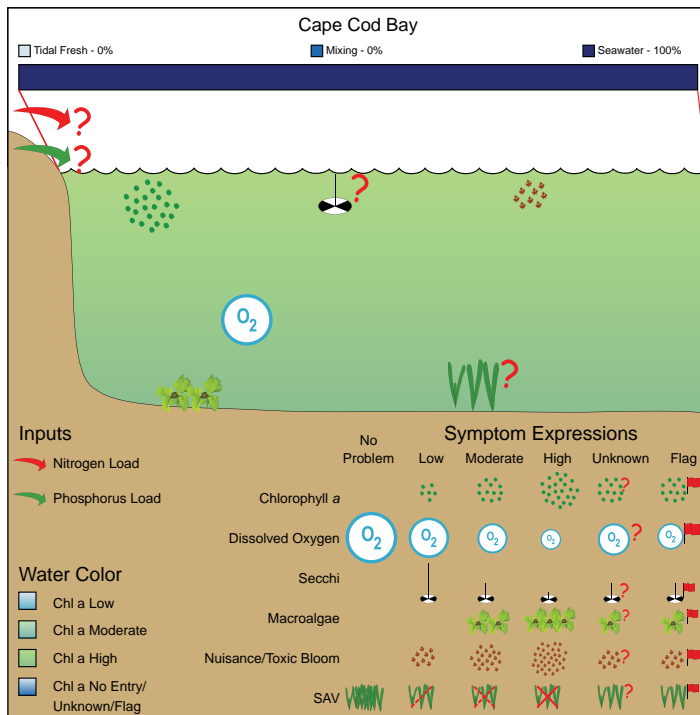 Cape Cod Bay
Tidal Fresh - 0% Mixing - 0% Seawater - 100%
?
?
?
O2
?
Inputs
Nitrogen Load
Phosphorus Load
Water Color
Chl a Low
Chl a Moderate
Chl a High
Chl a No Entry/
Unknown/Flag
Symptom Expressions
No
Problem Low Moderate High Unknown Flag
Chlorophyll a ?
Dissolved Oxygen O2 O2 O2 O2 O2 ? O2
Secchi ?
Macroalgae ?
Nuisance/Toxic Bloom ?
SAV ?